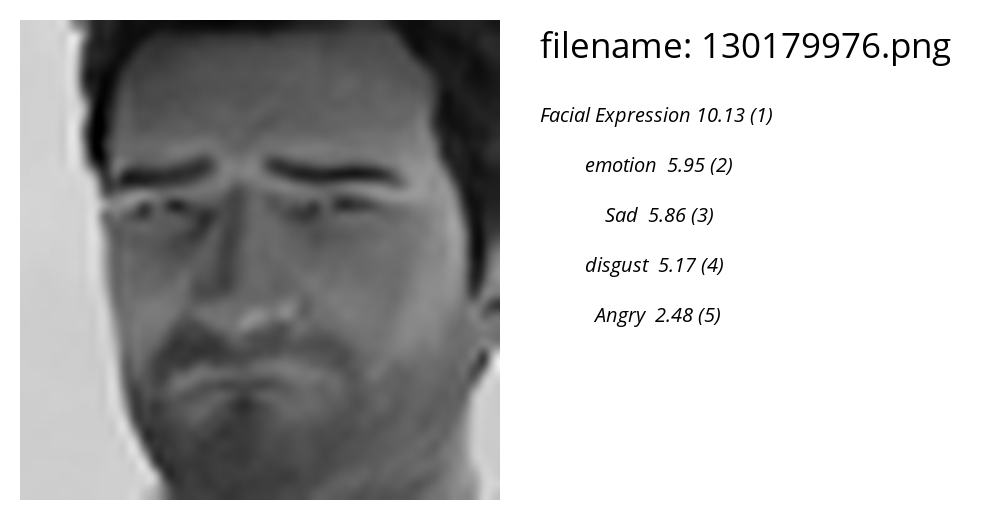 filename: 130179976.png
Facial Expression 10.13 (1)
emotion 5.95 (2)
Sad 5.86 (3)
disgust 5.17 (4)
Angry 2.48 (5)